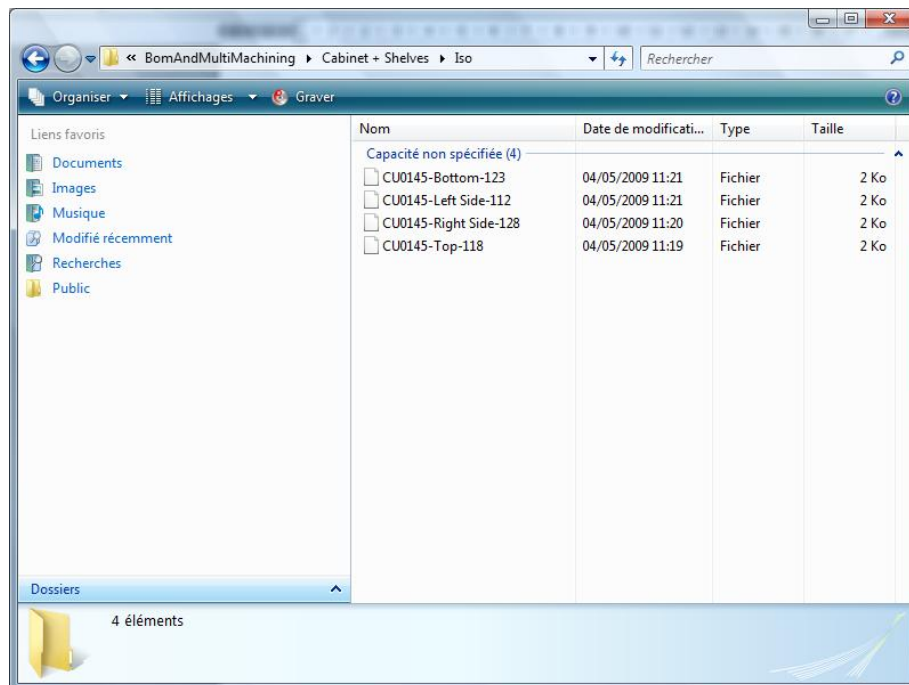 « BomAndMultiMachining ▸ Cabinet + Shelves ▸ Iso
Rechercher
Organiser Affichages Graver
Liens favoris
Documents
Images
Musique
Modifié récemment
Recherches
Public
Dossiers
Nom Date de modificati... Type Taille
Capacité non spécifiée (4)
CU0145-Bottom-123 04/05/2009 11:21 Fichier 2 Ko
CU0145-Left Side-112 04/05/2009 11:21 Fichier 2 Ko
CU0145-Right Side-128 04/05/2009 11:20 Fichier 2 Ko
CU0145-Top-118 04/05/2009 11:19 Fichier 2 Ko
4 éléments